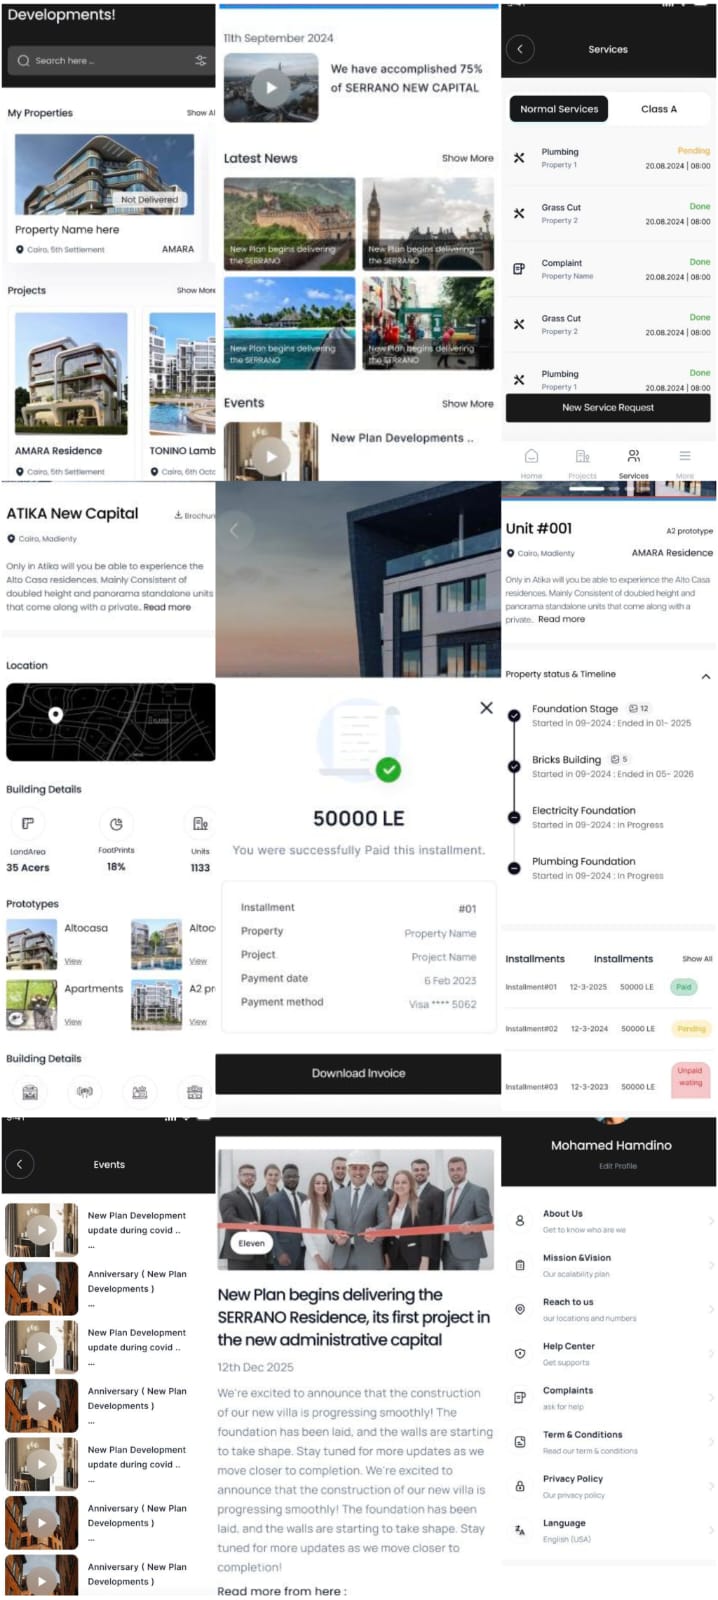 Developments!
Search here ..
My Properties
Show Al
Not Delivered
Property Name here
Cairo, 5th Settlement
AMARA
Projects
Show More
AMARA Residence
TONINO Lamb
Cairo, 5th Settlement
Cairo, 6th Octo
11th September 2024
We have accomplished 75%
of SERRANO NEW CAPITAL
Latest News
Show More
New Plan begins delivering
the SERRANO
New Plan begins delivering
the SERRANO
New Plan begins delivering
the SERRANO
New Plan begins delivering
the SERRANO
Events
Show More
New Plan Developments ..
Services
Normal Services
Class A
Plumbing
Pending
Property 1
20.08.2024 | 08:00
Grass Cut
Done
Property 2
20.08.2024 | 08:00
Complaint
Done
Property Name
20.08.2024 | 08:00
Grass Cut
Done
Property 2
20.08.2024 | 08:00
Plumbing
Done
Property 1
20.08.2024 | 08:00
New Service Request
Home
Projects
Services
More
ATIKA New Capital
Brochur
Cairo, Madienty
Only in Atika will you be able to experience the
Alto Casa residences. Mainly Consistent of
doubled height and panorama standalone units
that come along with a private. Read more
Location
Building Details
LandArea
35 Acers
FootPrints
18%
Units
1133
Prototypes
Altocasa
View
Altoc
View
Apartments
View
A2 pr
View
Building Details
50000 LE
You were successfully Paid this installment.
Installment
#01
Property
Property Name
Project
Project Name
Payment date
6 Feb 2023
Payment method
Visa **** 5062
Download Invoice
Unit #001
A2 prototype
Cairo, Madienty
AMARA Residence
Only in Atika will you be able to experience the Alto Casa
residences. Mainly Consistent of doubled height and
panorama standalone units that come along with a
private. Read more
Property status & Timeline
Foundation Stage
12
Started in 09-2024 : Ended in 01- 2025
Bricks Building
5
Started in 09-2024 : Ended in 05- 2026
Electricity Foundation
Started in 09-2024 : In Progress
Plumbing Foundation
Started in 09-2024 : In Progress
Installments
Installments
Show All
Installment#01
12-3-2025
50000 LE
Paid
Installment#02
12-3-2024
50000 LE
Pending
Installment#03
12-3-2023
50000 LE
Unpaid
wating
Events
New Plan Development
update during covid ..
...
Anniversary ( New Plan
Developments )
...
New Plan Development
update during covid ..
...
Anniversary ( New Plan
Developments )
...
New Plan Development
update during covid ..
...
Anniversary ( New Plan
Developments )
...
Anniversary ( New Plan
Developments )
Eleven
New Plan begins delivering the
SERRANO Residence, its first project in
the new administrative capital
12th Dec 2025
We're excited to announce that the construction
of our new villa is progressing smoothly! The
foundation has been laid, and the walls are starting
to take shape. Stay tuned for more updates as we
move closer to completion. We're excited to
announce that the construction of our new villa is
progressing smoothly! The foundation has been
laid, and the walls are starting to take shape. Stay
tuned for more updates as we move closer to
completion!
Read more from here :
Mohamed Hamdino
Edit Profile
About Us
Get to know who are we
Mission &Vision
Our acalability plan
Reach to us
our locations and numbers
Help Center
Get supports
Complaints
ask for help
Term & Conditions
Read our term & conditions
Privacy Policy
Our privacy policy
Language
English (USA)